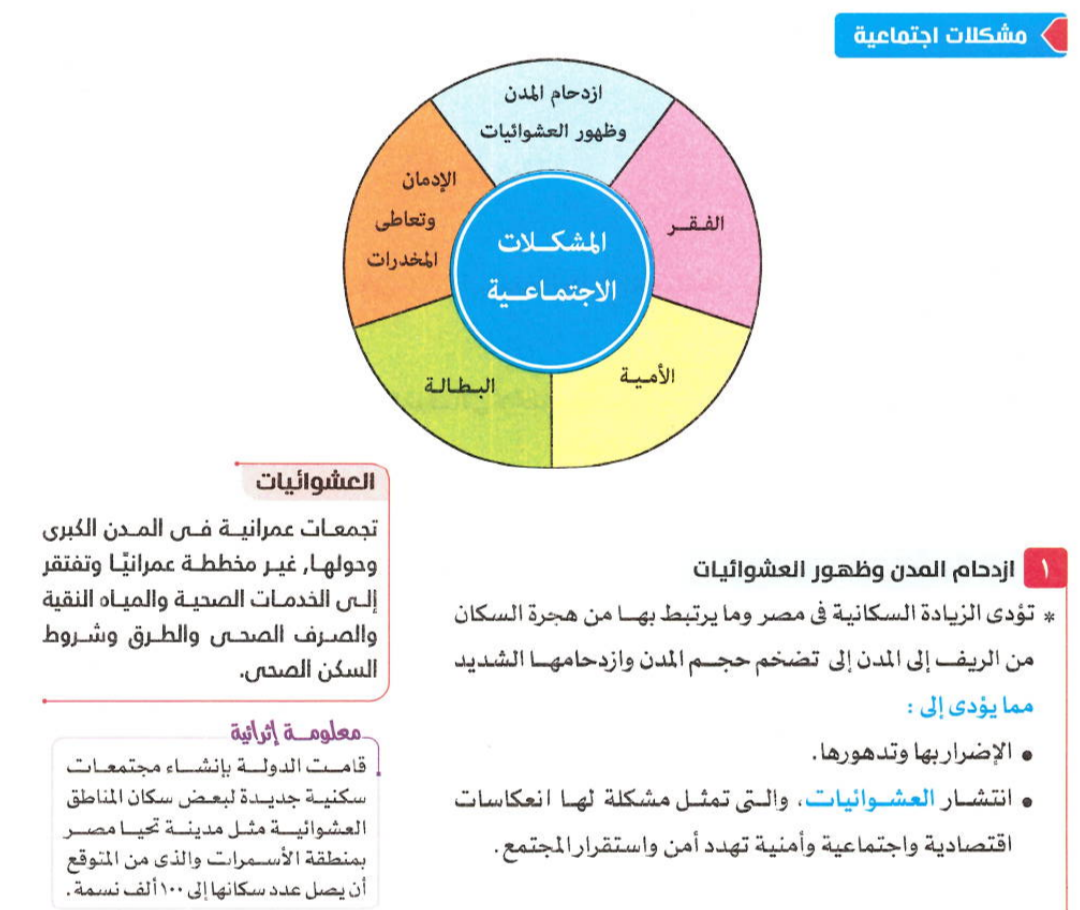 مشكلات اجتماعية
ازدحام المدن
وظهور العشوائيات
الفقر
الأمية
البطالة
الإدمان
وتعاطى
المخدرات
المشكلات
الاجتماعية
١ ازدحام المدن وظهور العشوائيات
* تؤدى الزيادة السكانية فى مصر وما يرتبط بها من هجرة السكان
من الريف إلى المدن إلى تضخم حجم المدن وازدحامها الشديد
مما يؤدى إلى :
• الإضرار بها وتدهورها.
• انتشار العشوائيات، والتى تمثل مشكلة لها انعكاسات
اقتصادية واجتماعية وأمنية تهدد أمن واستقرار المجتمع.
العشوائيات
تجمعات عمرانية فى المدن الكبرى
وحولها, غير مخططة عمرانيًا وتفتقر
إلى الخدمات الصحية والمياه النقية
والصرف الصحى والطرق وشروط
السكن الصحى.
معلومة إثرائية
قامت الدولة بإنشاء مجتمعات
سكنية جديدة لبعض سكان المناطق
العشوائية مثل مدينة تحيا مصر
بمنطقة الأسمرات والذى من المتوقع
أن يصل عدد سكانها إلى ١٠٠ ألف نسمة.